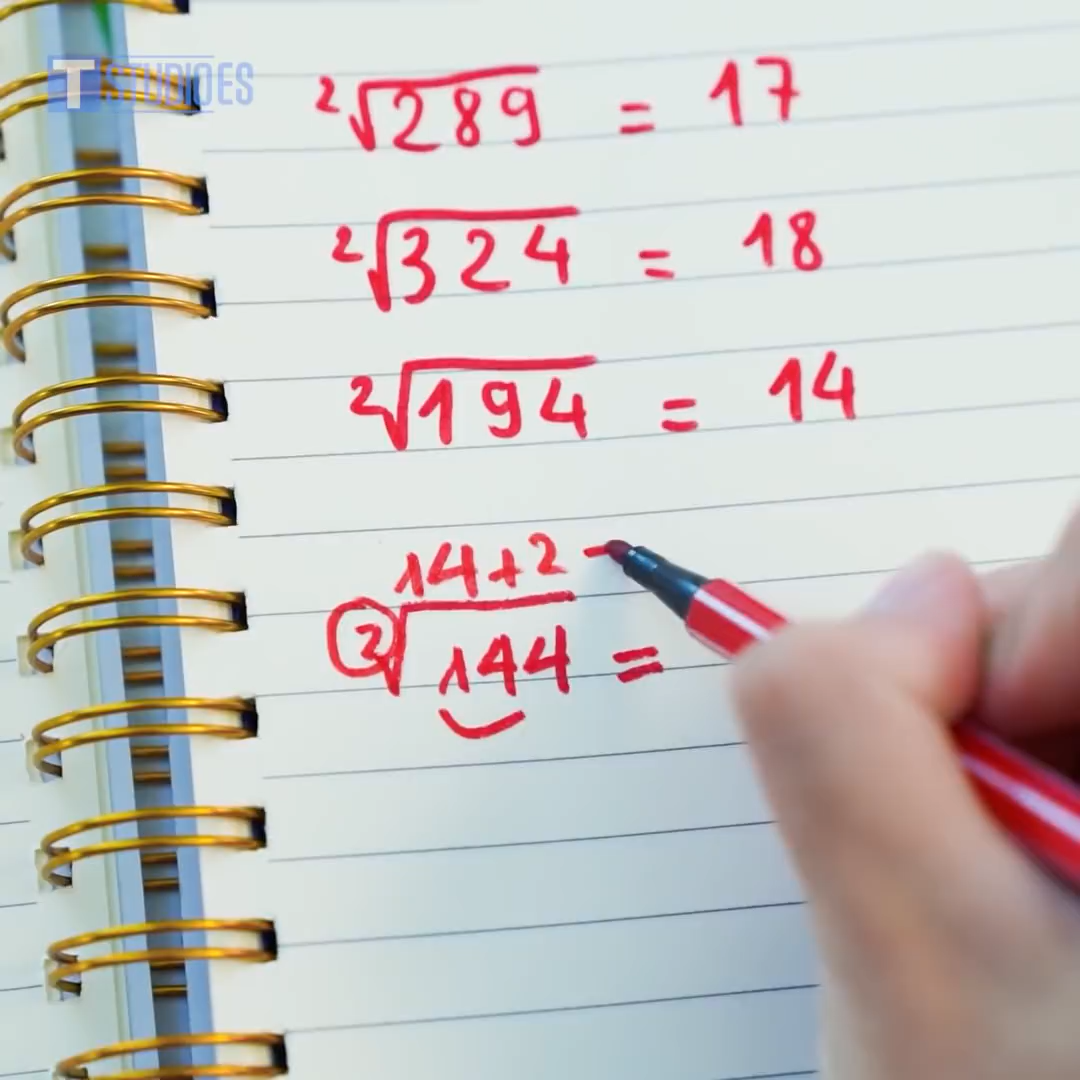 T STUDIOES
²√289 = 17
²√324 = 18
²√194 = 14
14+2 -
²√144 =